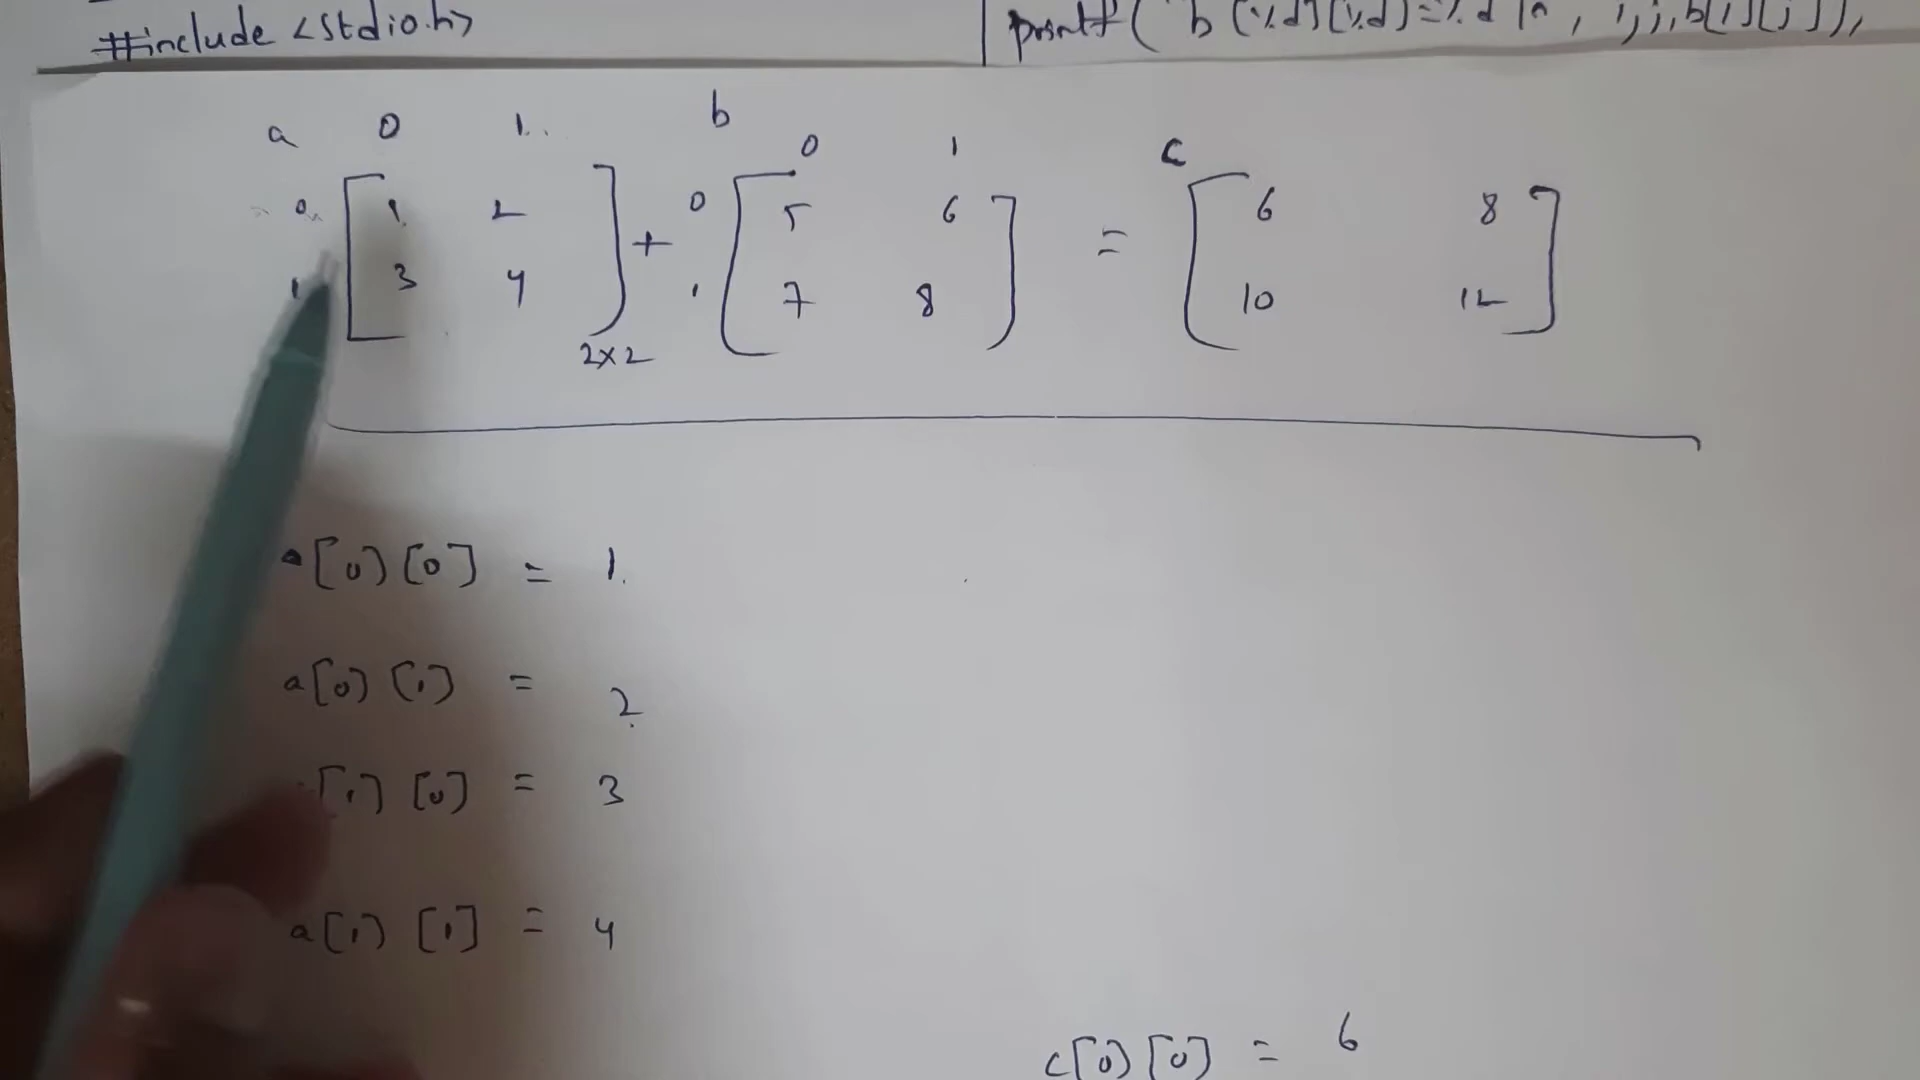 #include <stdio.h>
printf( b[%d][%d]=%d \n , i,j,b[i][j]),
a 0 1 b 0 1 c
0 1 2 + 0 5 6 = 6 8
1 3 4 1 7 8 10 12
2x2
a[0][0] = 1
a[0][1] = 2
[1][0] = 3
a[1][1] = 4
c[0][0] = 6